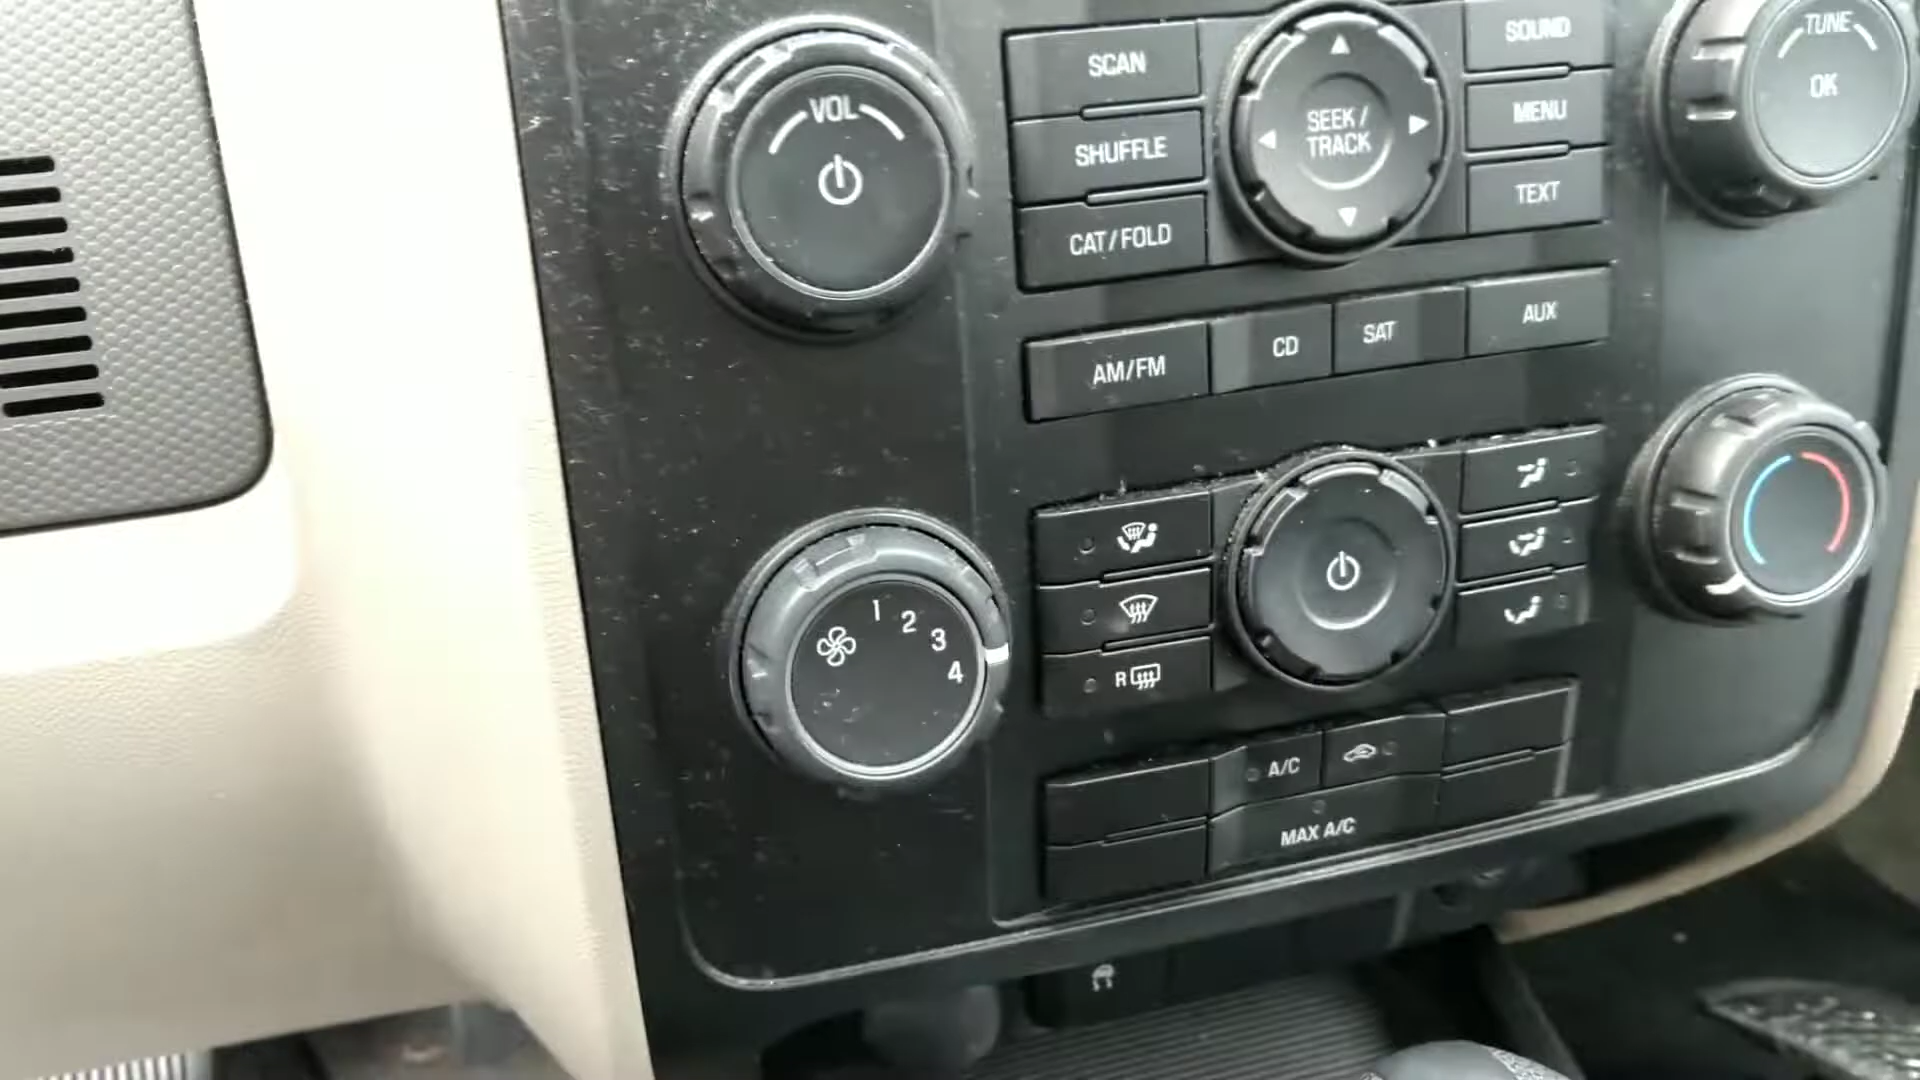 VOL
SCAN
SHUFFLE
CAT/FOLD
SEEK/
TRACK
SOUND
MENU
TEXT
TUNE
OK
AM/FM
CD
SAT
AUX
1
2
3
4
R
A/C
MAX A/C